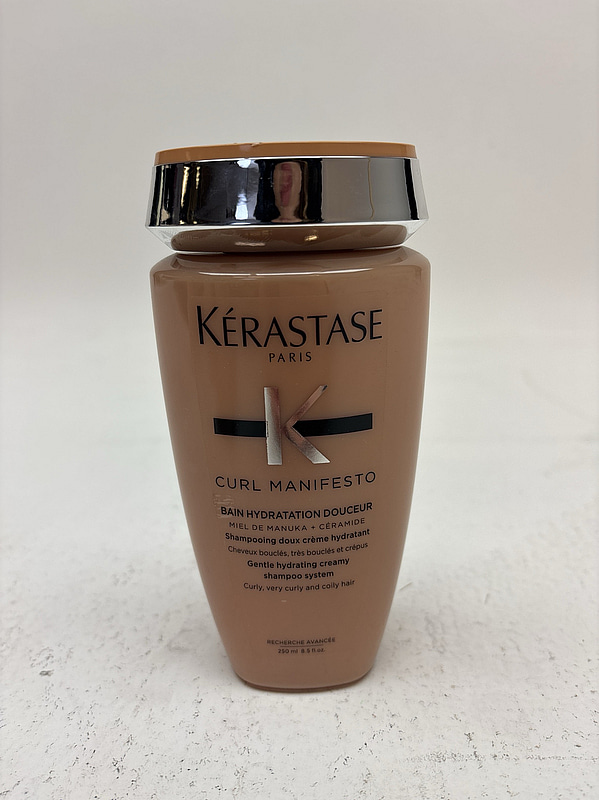 KÉRASTASE
PARIS
K
CURL MANIFESTO
BAIN HYDRATATION DOUCEUR
MIEL DE MANUKA + CÉRAMIDE
Shampooing doux crème hydratant
Cheveux bouclés, très bouclés et crépus
Gentle hydrating creamy
shampoo system
Curly, very curly and coily hair
RECHERCHE AVANCÉE
250 ml 8.5 fl.oz.